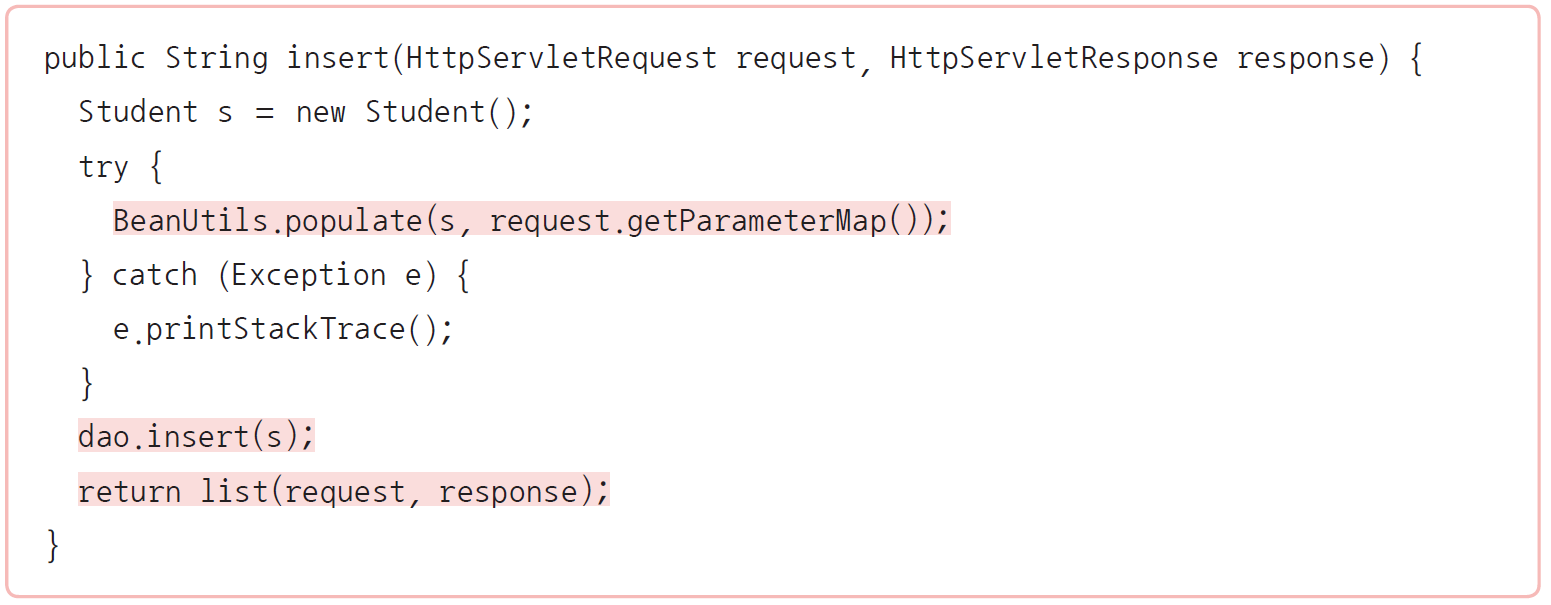 public String insert(HttpServletRequest request, HttpServletResponse response) {
  Student s = new Student();
  try {
    BeanUtils.populate(s, request.getParameterMap());
  } catch (Exception e) {
    e.printStackTrace();
  }
  dao.insert(s);
  return list(request, response);
}